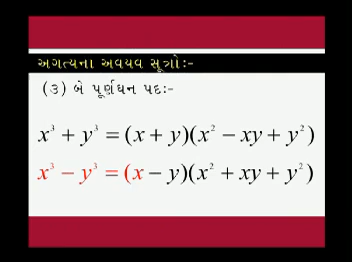 અગત્યના અવયવ સૂત્રો:-
(૩) બે પૂર્ણઘન પદ:-
x³ + y³ = (x + y)(x² − xy + y²)
x³ − y³ = (x − y)(x² + xy + y²)